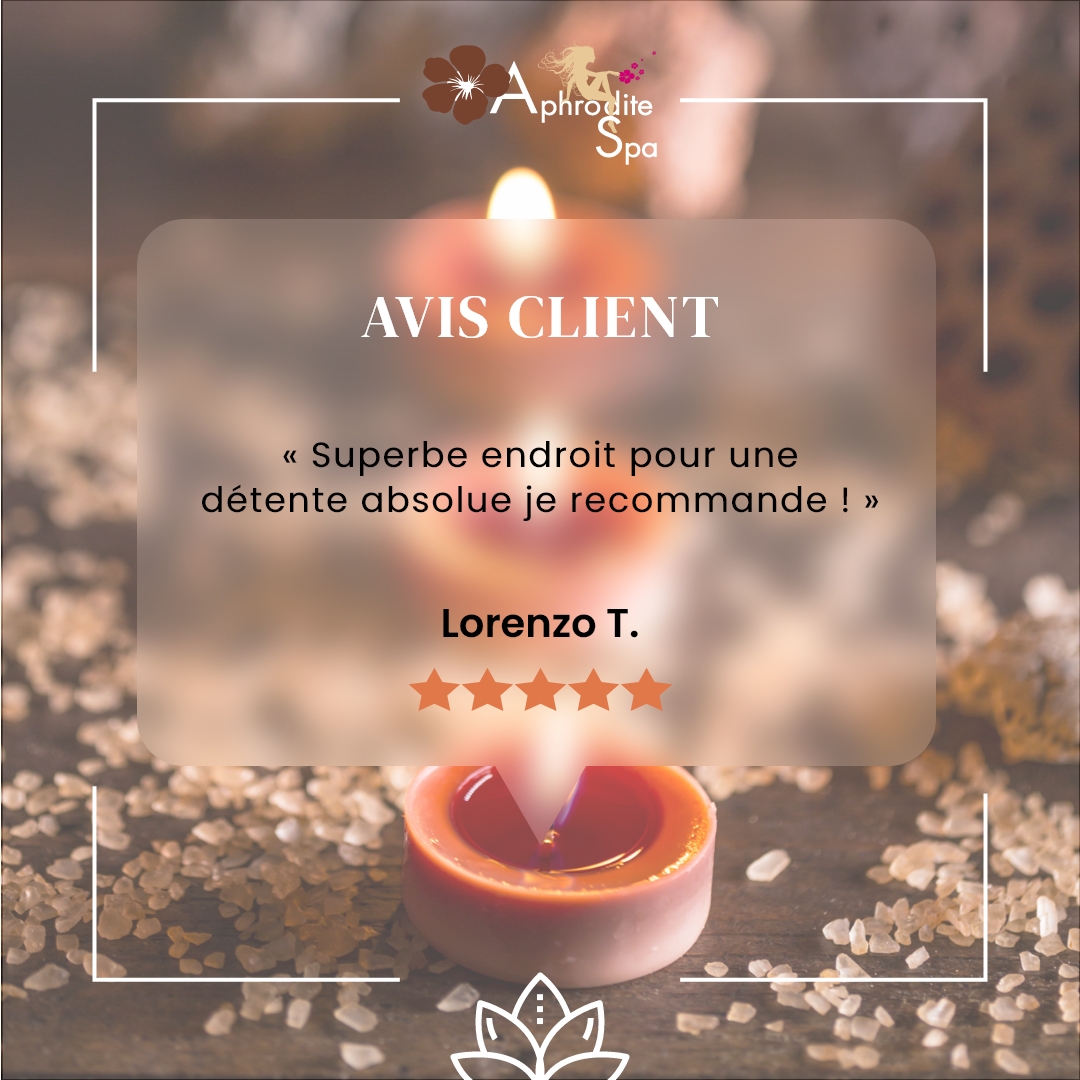 Aphrodite
Spa
AVIS CLIENT
« Superbe endroit pour une
détente absolue je recommande ! »
Lorenzo T.